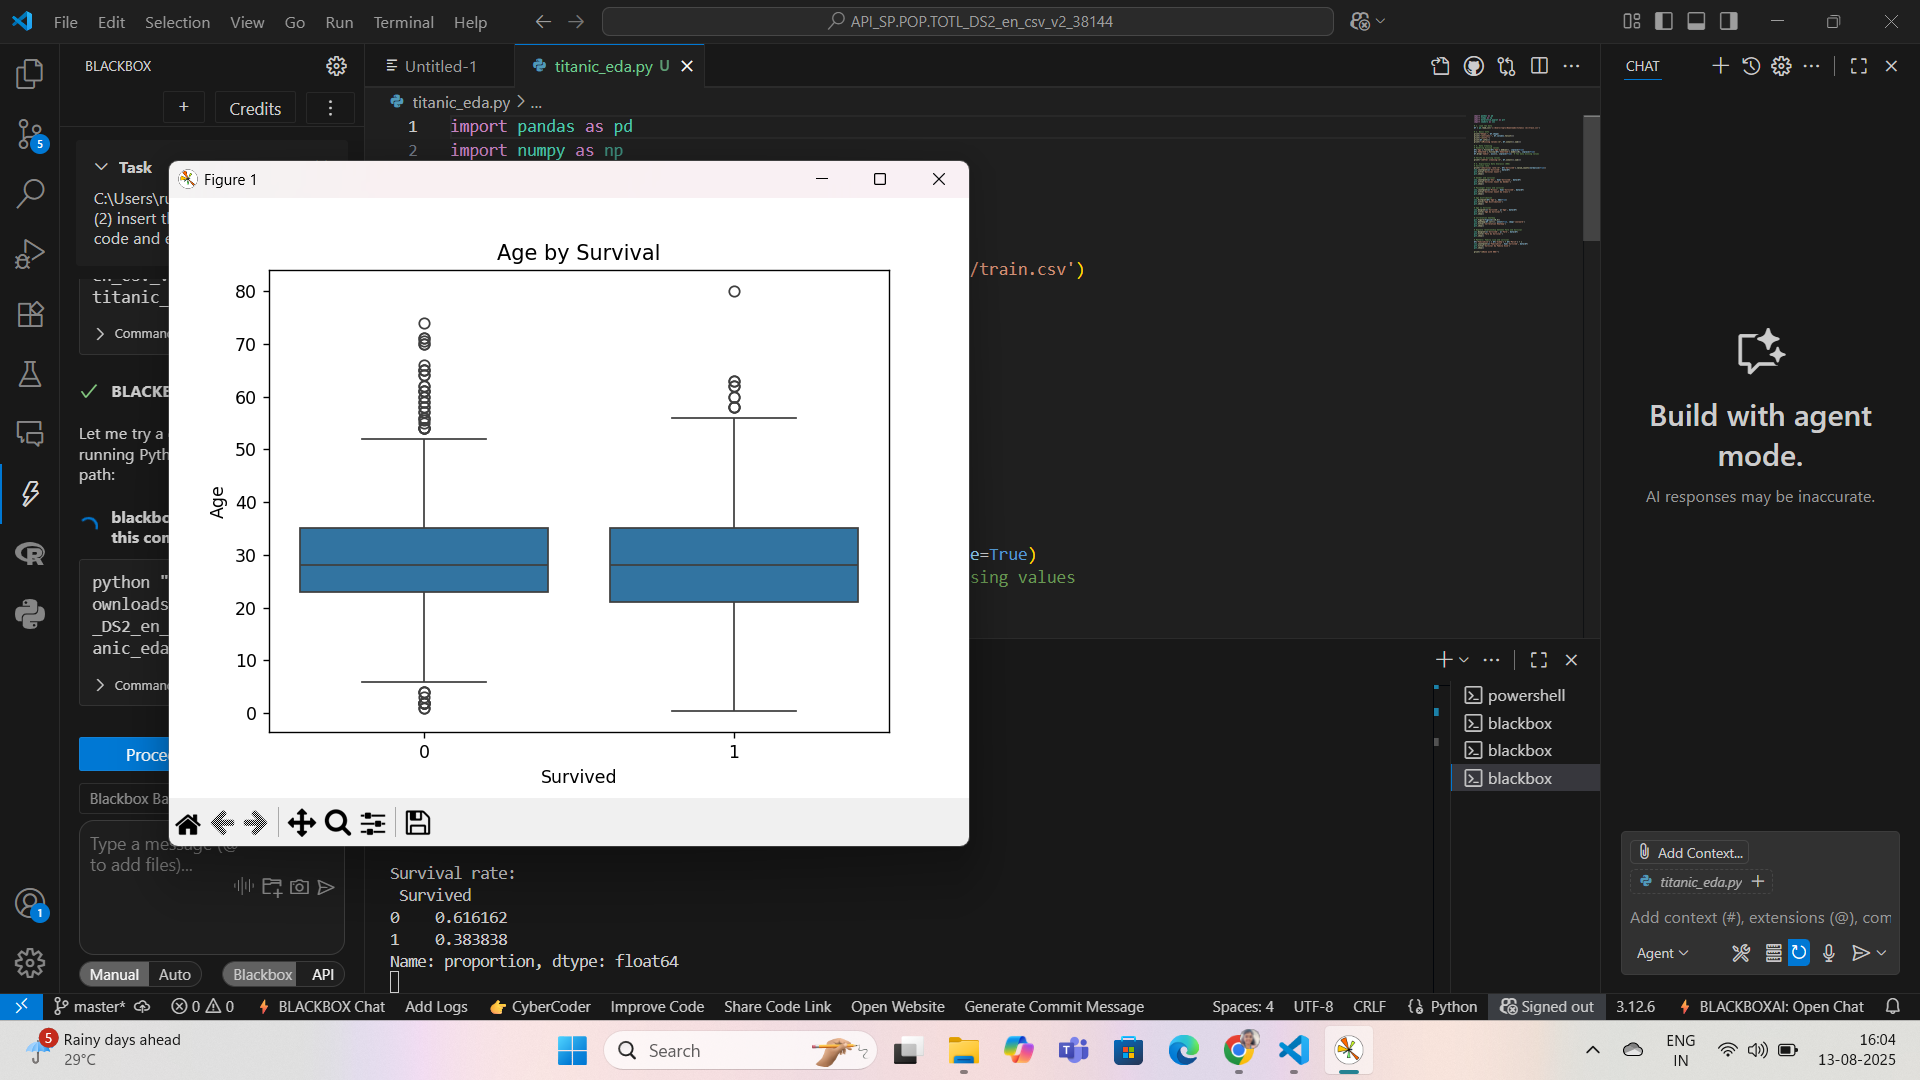 File Edit Selection View Go Run Terminal Help
API_SP.POP.TOTL_DS2_en_csv_v2_38144
BLACKBOX
+ Credits
Task
C:\Users\ru
(2) insert t
code and e
titanic_
Comman
BLACKB
Let me try a
running Pyth
path:
blackbo
this con
python "
ownloads
_DS2_en_
anic_eda
Comman
Proce
Blackbox Ba
Type a message (@
to add files)...
Manual Auto Blackbox API
Untitled-1
titanic_eda.py U
titanic_eda.py > ...
1 import pandas as pd
2 import numpy as np
/train.csv')
e=True)
sing values
Figure 1
Age by Survival
80
70
60
50
40
30
20
10
0
Age
0 1
Survived
Survival rate:
Survived
0 0.616162
1 0.383838
Name: proportion, dtype: float64
powershell
blackbox
blackbox
blackbox
CHAT
Build with agent
mode.
AI responses may be inaccurate.
Add Context...
titanic_eda.py +
Add context (#), extensions (@), com
Agent
5
1
master* 0 0 BLACKBOX Chat Add Logs CyberCoder Improve Code Share Code Link Open Website Generate Commit Message Spaces: 4 UTF-8 CRLF Python Signed out 3.12.6 BLACKBOXAI: Open Chat
5
Rainy days ahead
29°C
Search
ENG
IN
16:04
13-08-2025